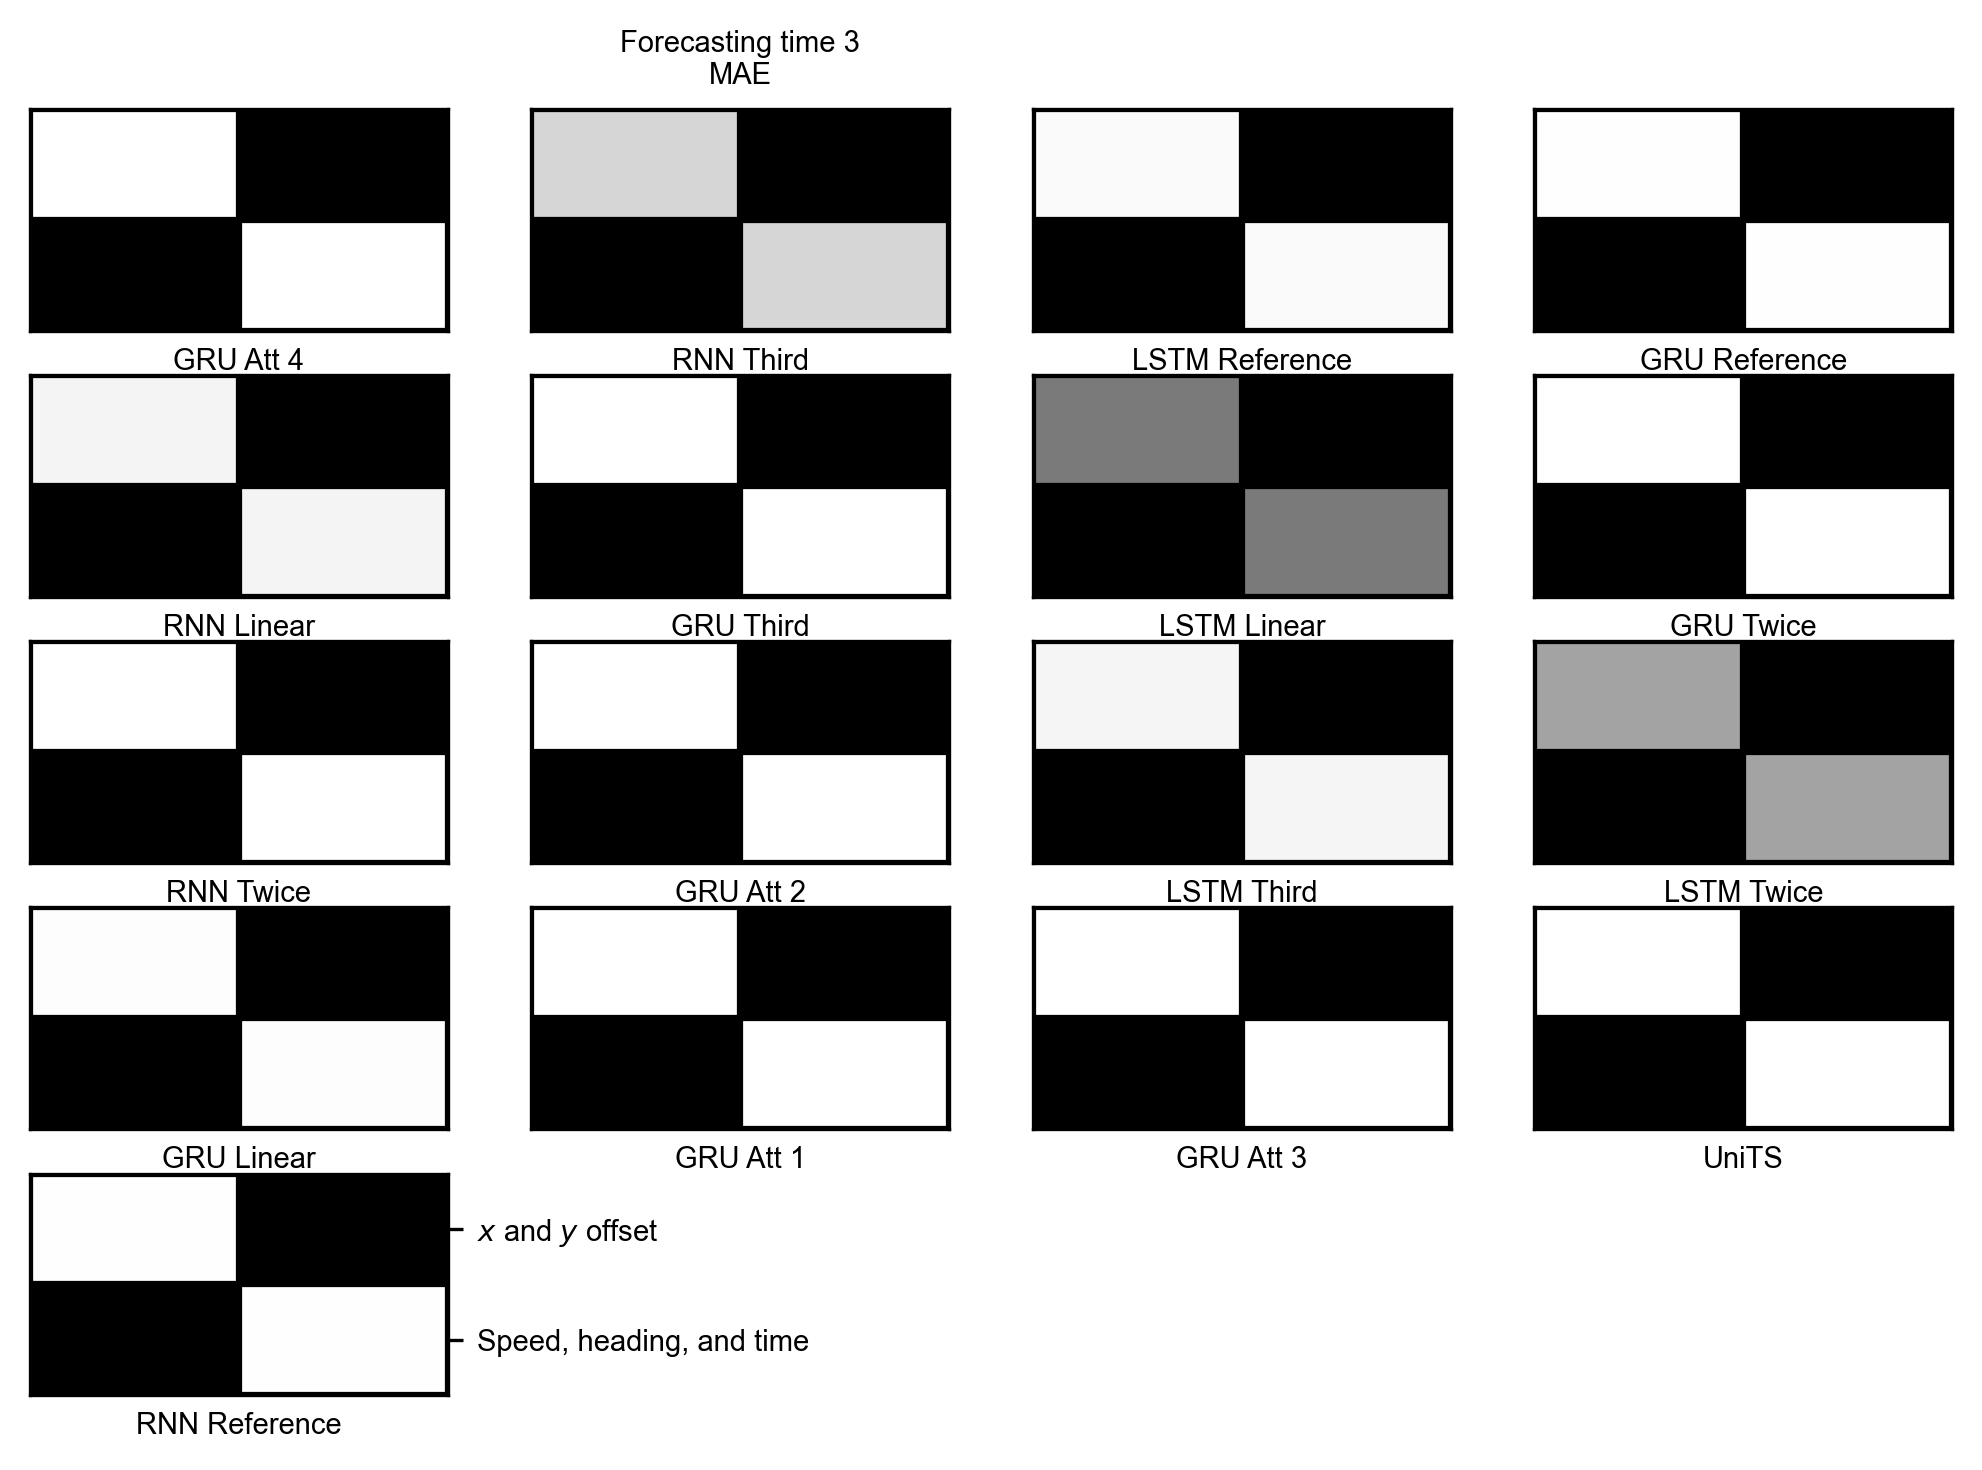 Forecasting time 3
MAE
GRU Att 4
RNN Third
LSTM Reference
GRU Reference
RNN Linear
GRU Third
LSTM Linear
GRU Twice
RNN Twice
GRU Att 2
LSTM Third
LSTM Twice
GRU Linear
GRU Att 1
GRU Att 3
UniTS
x and y offset
Speed, heading, and time
RNN Reference